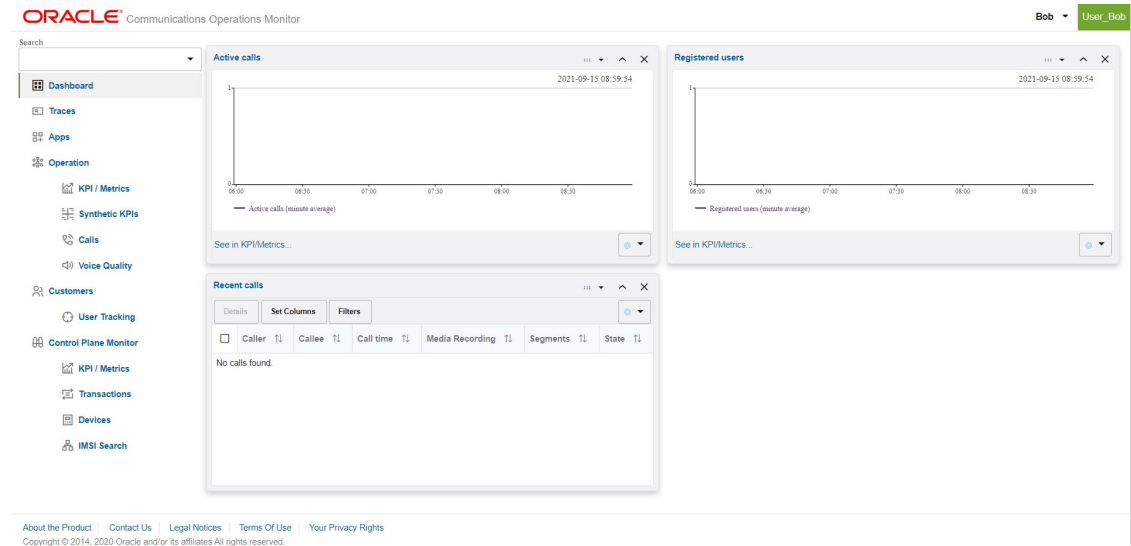 ORACLE® Communications Operations Monitor
Bob
User_Bob
Search
Dashboard
Traces
Apps
Operation
KPI / Metrics
Synthetic KPIs
Calls
Voice Quality
Customers
User Tracking
Control Plane Monitor
KPI / Metrics
Transactions
Devices
IMSI Search
Active calls
2021-09-15 08:59:54
1
0
06:00 06:30 07:00 07:30 08:00 08:30
Active calls (minute average)
See in KPI/Metrics...
Registered users
2021-09-15 08:59:54
1
0
06:00 06:30 07:00 07:30 08:00 08:30
Registered users (minute average)
See in KPI/Metrics...
Recent calls
Details Set Columns Filters
Caller Callee Call time Media Recording Segments State
No calls found.
About the Product Contact Us Legal Notices Terms Of Use Your Privacy Rights
Copyright © 2014, 2020 Oracle and/or its affiliates All rights reserved.